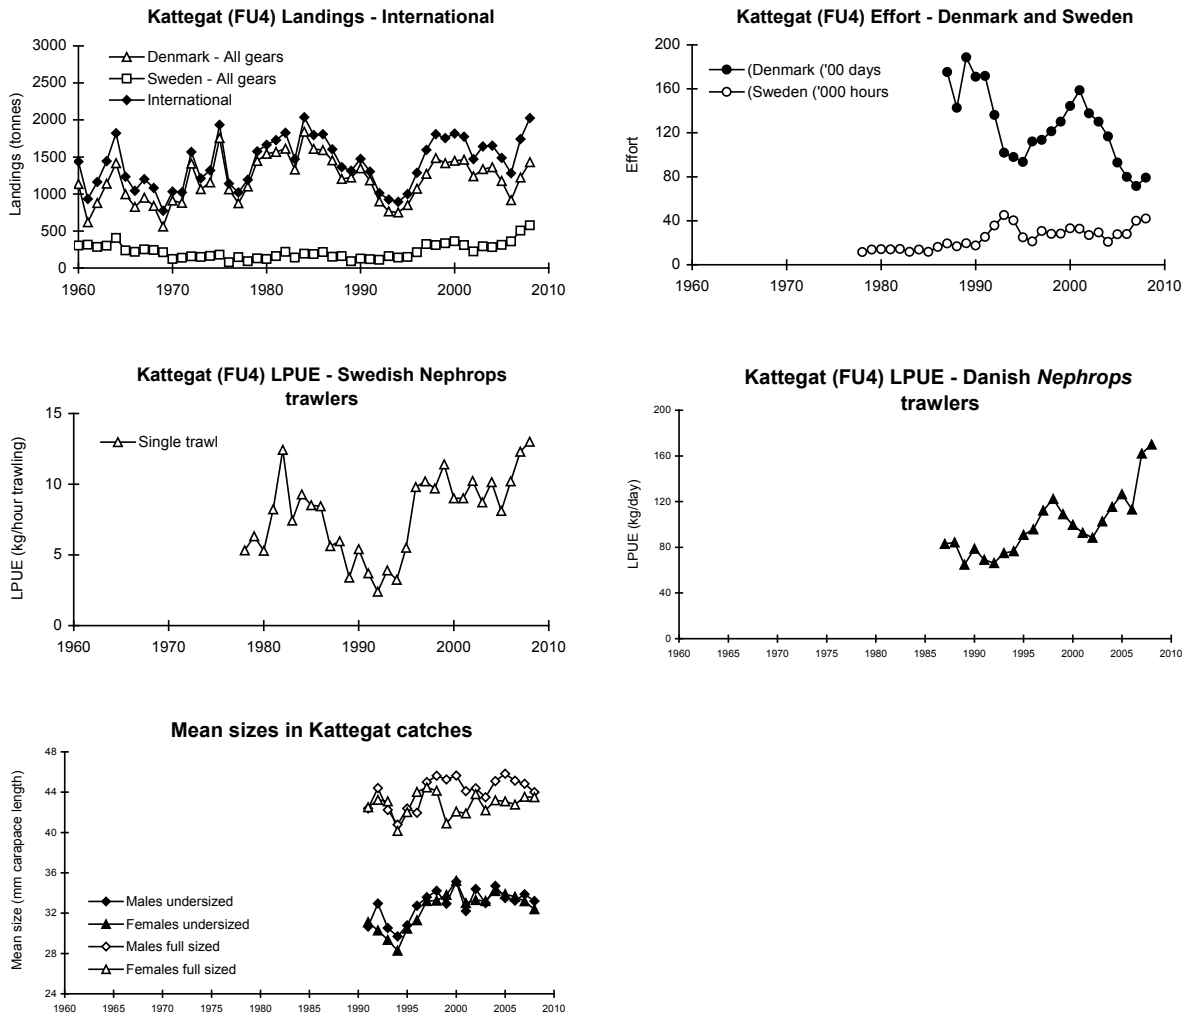 Kattegat (FU4) Landings - International
3000
2500
2000
1500
1000
500
0
Landings (tonnes)
Denmark - All gears
Sweden - All gears
International
1960 1970 1980 1990 2000 2010
Kattegat (FU4) Effort - Denmark and Sweden
200
160
120
80
40
0
Effort
(Denmark ('00 days
(Sweden ('000 hours
1960 1970 1980 1990 2000 2010
Kattegat (FU4) LPUE - Swedish Nephrops
trawlers
15
10
5
0
LPUE (kg/hour trawling)
Single trawl
1960 1970 1980 1990 2000 2010
Kattegat (FU4) LPUE - Danish Nephrops
trawlers
200
160
120
80
40
0
LPUE (kg/day)
1960 1965 1970 1975 1980 1985 1990 1995 2000 2005 2010
Mean sizes in Kattegat catches
48
44
40
36
32
28
24
Mean size (mm carapace length)
Males undersized
Females undersized
Males full sized
Females full sized
1960 1965 1970 1975 1980 1985 1990 1995 2000 2005 2010